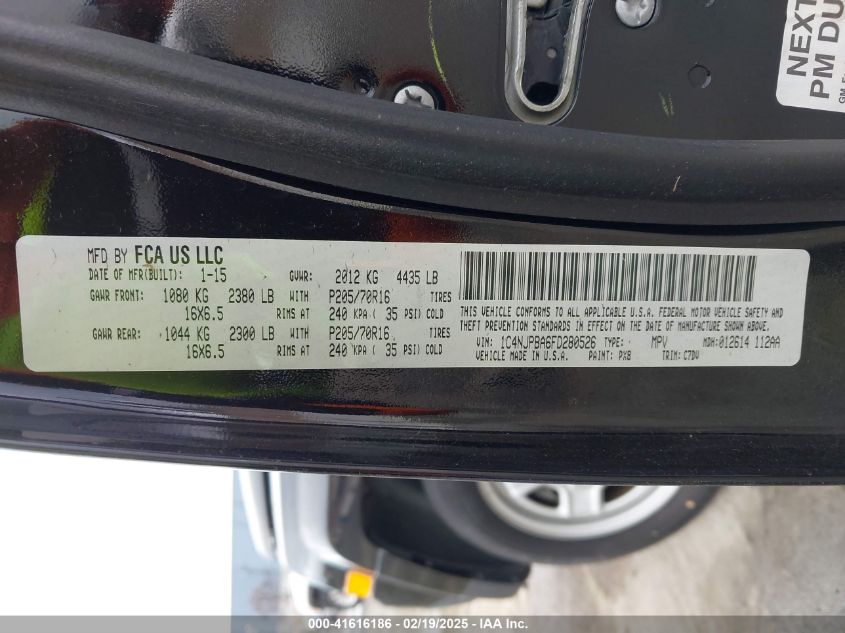 NEXT
PM DU
GM
MFD BY FCA US LLC
DATE OF MFR(BUILT): 1-15 GVWR: 2012 KG 4435 LB
GAWR FRONT: 1080 KG 2380 LB WITH P205/70R16 TIRES
16X6.5 RIMS AT 240 KPA ( 35 PSI) COLD
GAWR REAR: 1044 KG 2300 LB WITH P205/70R16 TIRES
16X6.5 RIMS AT 240 KPA ( 35 PSI) COLD
THIS VEHICLE CONFORMS TO ALL APPLICABLE U.S.A. FEDERAL MOTOR VEHICLE SAFETY AND
THEFT PREVENTION STANDARDS IN EFFECT ON THE DATE OF MANUFACTURE SHOWN ABOVE.
VIN: 1C4NJPBA6FD280526 TYPE: MPV MDH: 012614 112AA
VEHICLE MADE IN U.S.A. PAINT: PX8 TRIM: C7DV
000-41616186 - 02/19/2025 - IAA Inc.